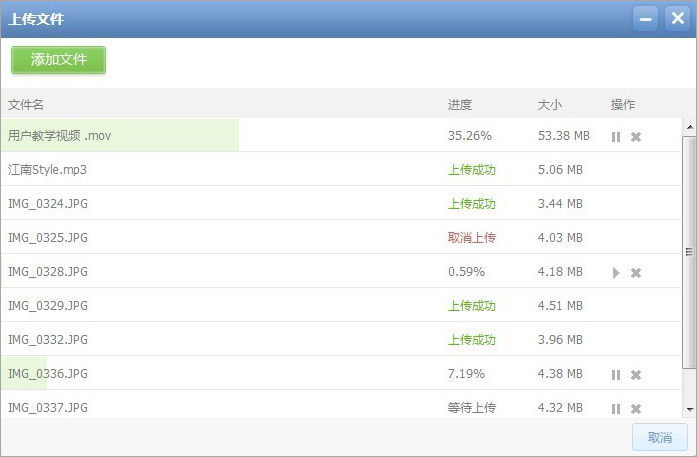 上传文件
添加文件
文件名 进度 大小 操作
用户教学视频 .mov 35.26% 53.38 MB
江南Style.mp3 上传成功 5.06 MB
IMG_0324.JPG 上传成功 3.44 MB
IMG_0325.JPG 取消上传 4.03 MB
IMG_0328.JPG 0.59% 4.18 MB
IMG_0329.JPG 上传成功 4.51 MB
IMG_0332.JPG 上传成功 3.96 MB
IMG_0336.JPG 7.19% 4.38 MB
IMG_0337.JPG 等待上传 4.32 MB
取消